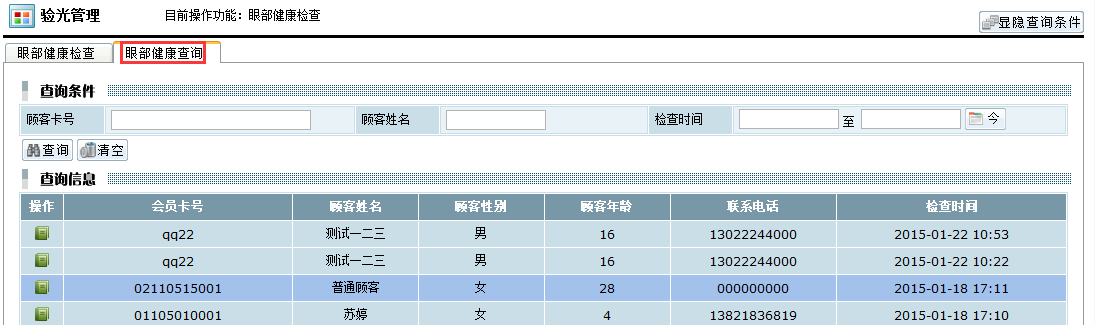 验光管理 目前操作功能：眼部健康检查
显隐查询条件
眼部健康检查 眼部健康查询
查询条件
顾客卡号 顾客姓名 检查时间 至 今
查询 清空
查询信息
操作 会员卡号 顾客姓名 顾客性别 顾客年龄 联系电话 检查时间
qq22 测试一二三 男 16 13022244000 2015-01-22 10:53
qq22 测试一二三 男 16 13022244000 2015-01-22 10:22
02110515001 普通顾客 女 28 000000000 2015-01-18 17:11
01105010001 苏婷 女 4 13821836819 2015-01-18 17:10